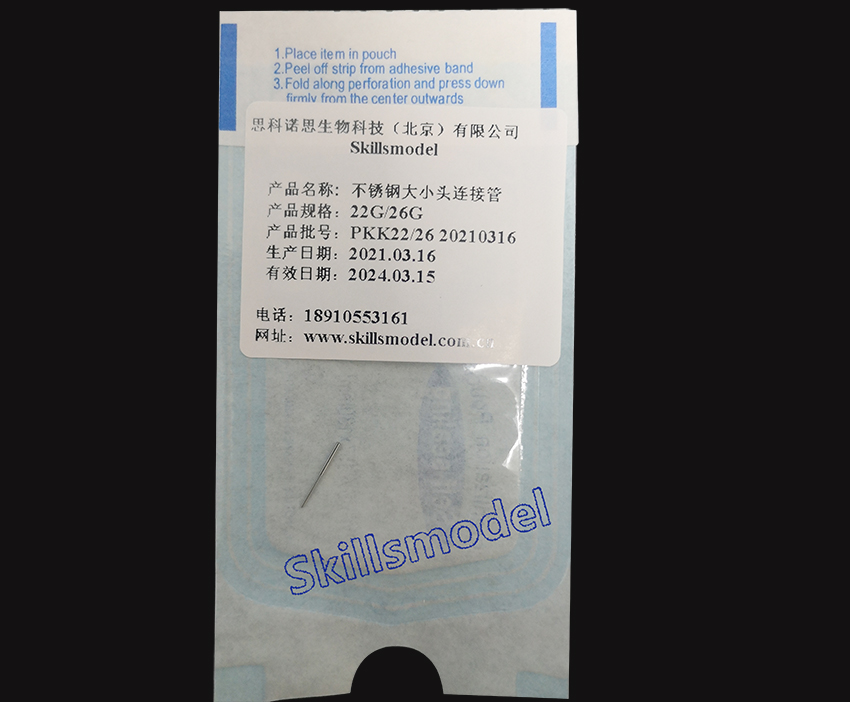 1.Place item in pouch
2.Peel off strip from adhesive band
3.Fold along perforation and press down
firmly from the center outwards
思科诺思生物科技（北京）有限公司
Skillsmodel
产品名称：不锈钢大小头连接管
产品规格：22G/26G
产品批号：PKK22/26 20210316
生产日期：2021.03.16
有效日期：2024.03.15
电话：18910553161
网址：www.skillsmodel.com.cn
Skillsmodel